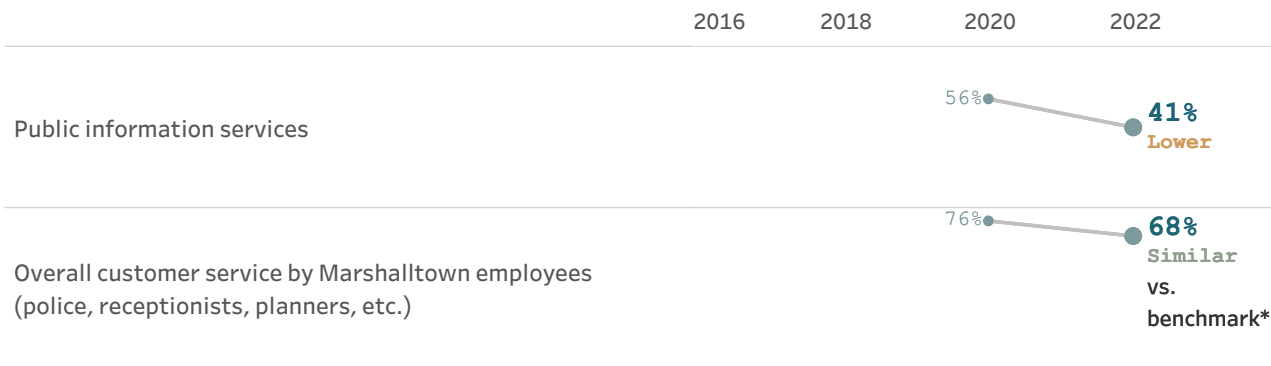 2016 2018 2020 2022
Public information services
56%
41%
Lower
Overall customer service by Marshalltown employees
(police, receptionists, planners, etc.)
76%
68%
Similar
vs.
benchmark*